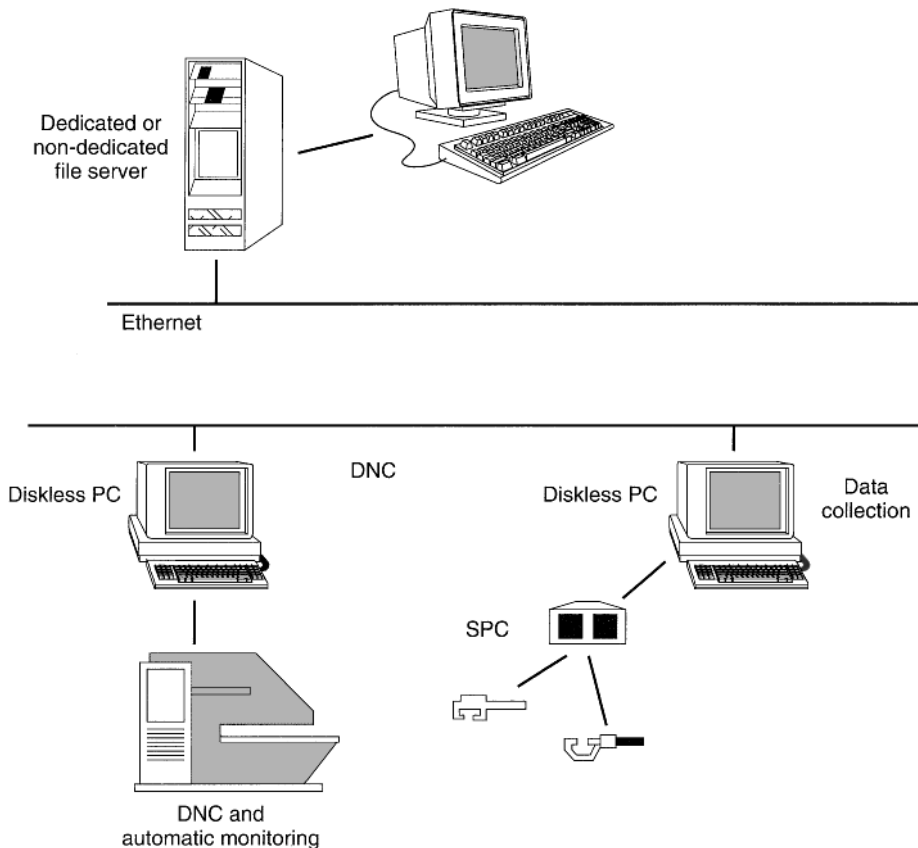 Dedicated or
non-dedicated
file server
Ethernet
Diskless PC
DNC
Diskless PC
Data
collection
SPC
DNC and
automatic monitoring